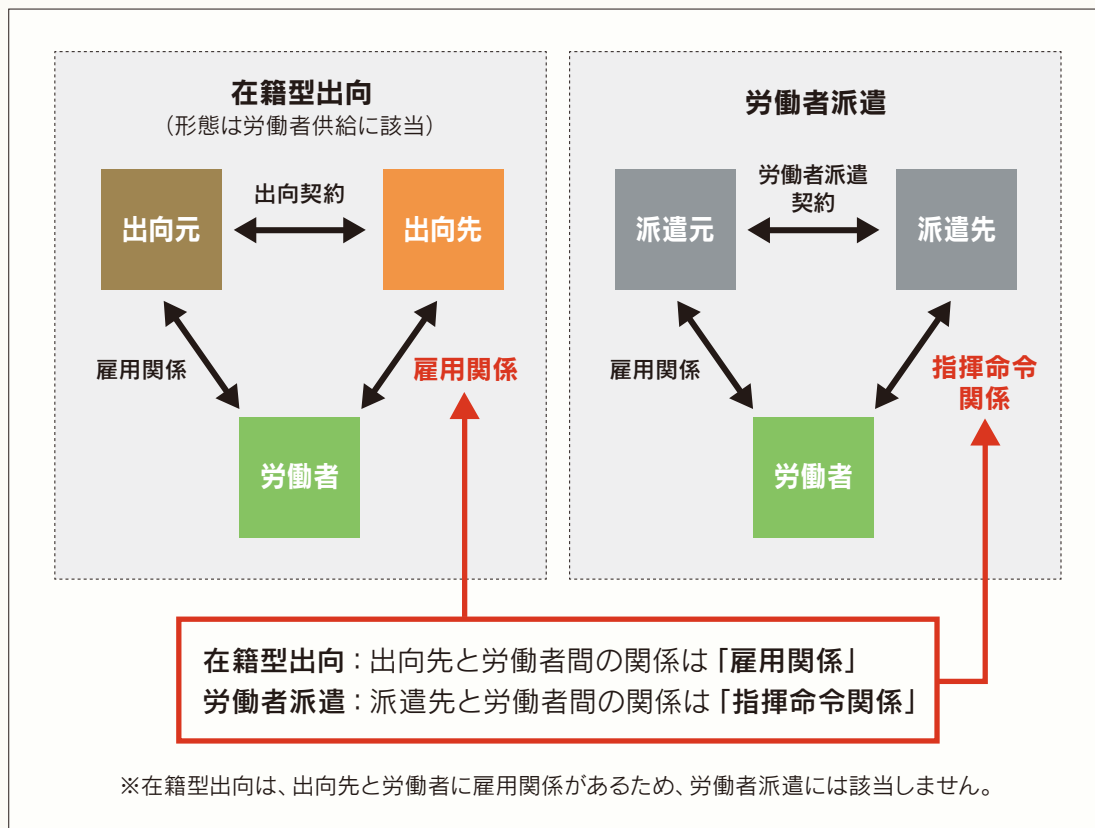 在籍型出向
（形態は労働者供給に該当）
出向契約
出向元
出向先
雇用関係
雇用関係
労働者
労働者派遣
労働者派遣
契約
派遣元
派遣先
雇用関係
指揮命令
関係
労働者
在籍型出向：出向先と労働者間の関係は「雇用関係」
労働者派遣：派遣先と労働者間の関係は「指揮命令関係」
※在籍型出向は、出向先と労働者に雇用関係があるため、労働者派遣には該当しません。